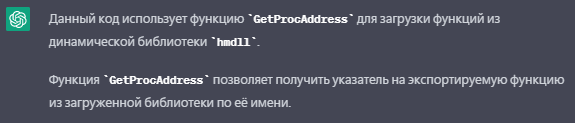 Данный код использует функцию `GetProcAddress` для загрузки функций из
динамической библиотеки `hmdll`.
Функция `GetProcAddress` позволяет получить указатель на экспортируемую функцию
из загруженной библиотеки по её имени.